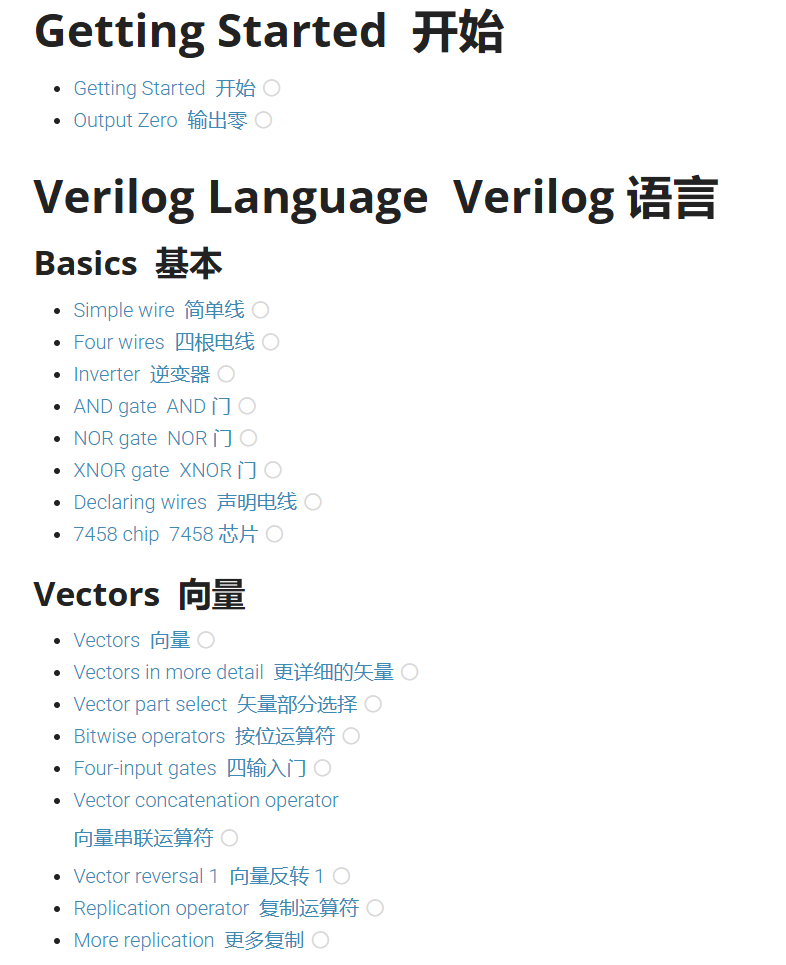 Getting Started 开始
Getting Started 开始
Output Zero 输出零
Verilog Language Verilog 语言
Basics 基本
Simple wire 简单线
Four wires 四根电线
Inverter 逆变器
AND gate AND 门
NOR gate NOR 门
XNOR gate XNOR 门
Declaring wires 声明电线
7458 chip 7458 芯片
Vectors 向量
Vectors 向量
Vectors in more detail 更详细的矢量
Vector part select 矢量部分选择
Bitwise operators 按位运算符
Four-input gates 四输入门
Vector concatenation operator
向量串联运算符
Vector reversal 1 向量反转 1
Replication operator 复制运算符
More replication 更多复制